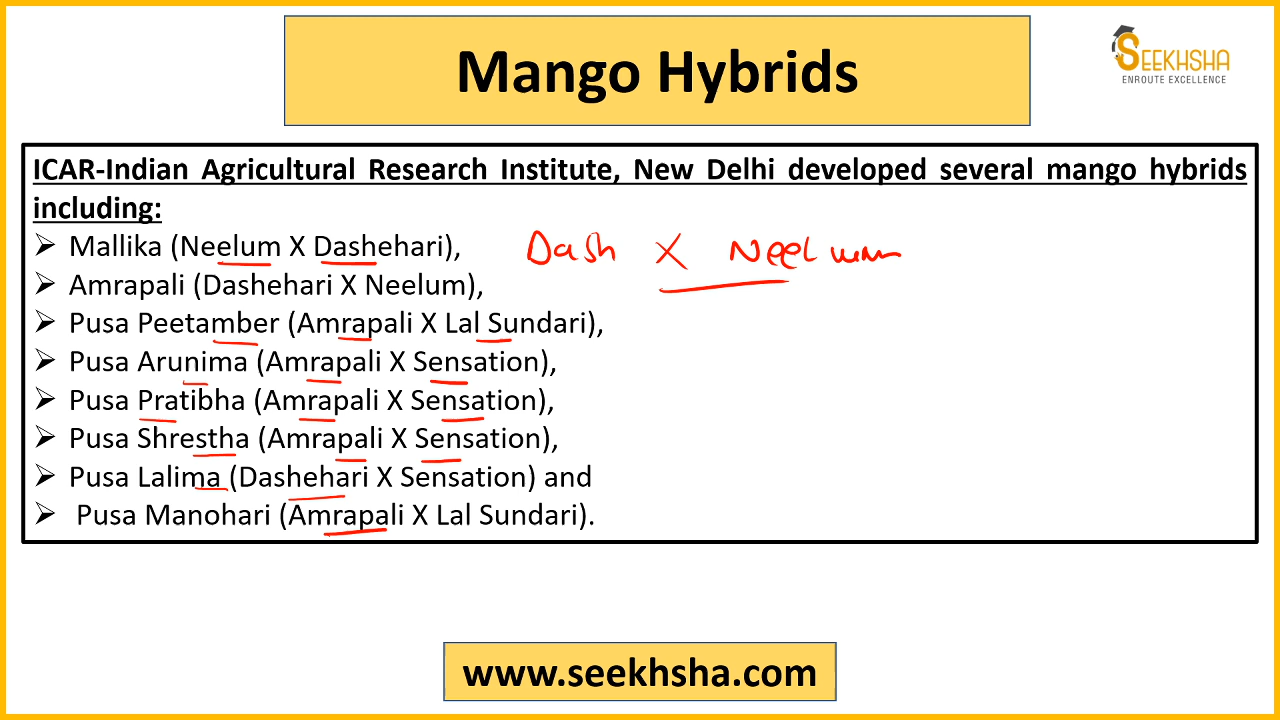 Mango Hybrids
SEEKHSHA
ENROUTE EXCELLENCE
ICAR-Indian Agricultural Research Institute, New Delhi developed several mango hybrids
including:
➢ Mallika (Neelum X Dashehari),
Dash X Neelum
➢ Amrapali (Dashehari X Neelum),
➢ Pusa Peetamber (Amrapali X Lal Sundari),
➢ Pusa Arunima (Amrapali X Sensation),
➢ Pusa Pratibha (Amrapali X Sensation),
➢ Pusa Shrestha (Amrapali X Sensation),
➢ Pusa Lalima (Dashehari X Sensation) and
➢ Pusa Manohari (Amrapali X Lal Sundari).
www.seekhsha.com